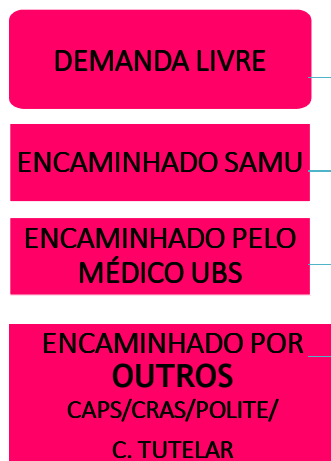 DEMANDA LIVRE
ENCAMINHADO SAMU
ENCAMINHADO PELO
MÉDICO UBS
ENCAMINHADO POR
OUTROS
CAPS/CRAS/POLITE/
C. TUTELAR